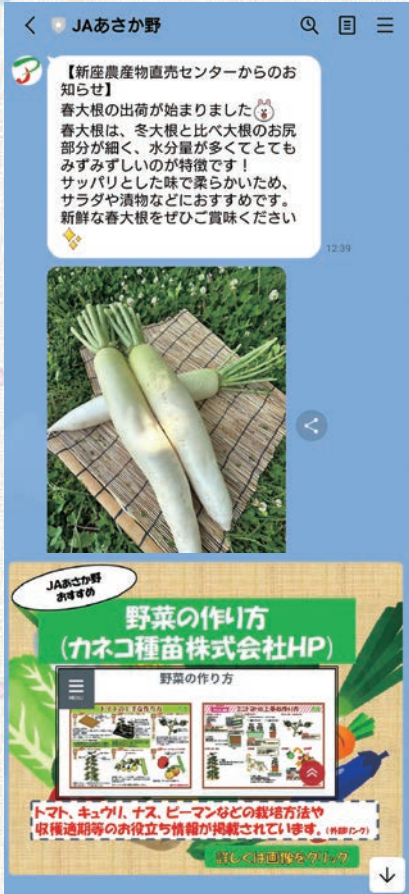 JAあさか野
【新座農産物直売センターからのお
知らせ】
春大根の出荷が始まりました
春大根は、冬大根と比べ大根のお尻
部分が細く、水分量が多くてとても
みずみずしいのが特徴です！
サッパリとした味で柔らかいため、
サラダや漬物などにおすすめです。
新鮮な春大根をぜひご賞味ください
12:39
JAあさか野
おすすめ
野菜の作り方
(カネコ種苗株式会社HP)
野菜の作り方
MENU
トマト、キュウリ、ナス、ピーマンなどの栽培方法や
収穫適期等のお役立ち情報が掲載されています。(外部リンク)
詳しくは画像をクリック